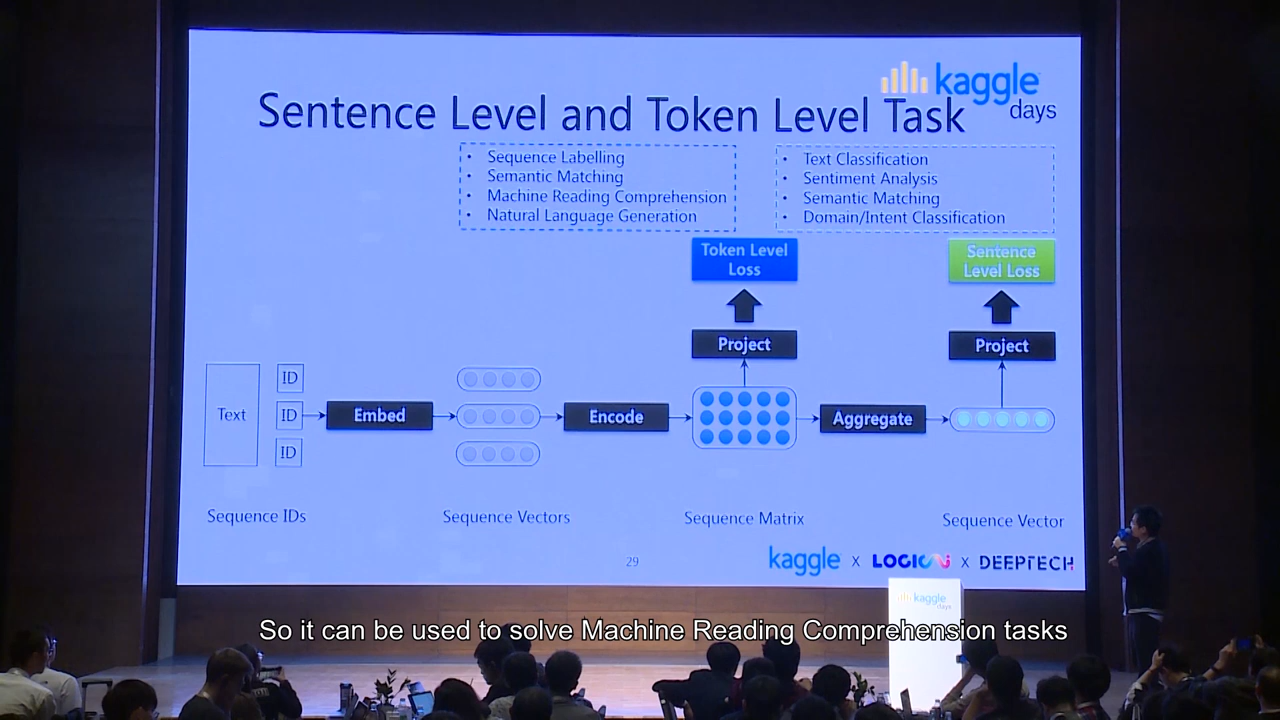 kaggle
days
Sentence Level and Token Level Task
• Sequence Labelling
• Semantic Matching
• Machine Reading Comprehension
• Natural Language Generation
• Text Classification
• Sentiment Analysis
• Semantic Matching
• Domain/Intent Classification
Token Level
Loss
Sentence
Level Loss
Project
Project
Text
ID
ID
ID
Embed
Encode
Aggregate
Sequence IDs
Sequence Vectors
Sequence Matrix
Sequence Vector
29
kaggle x LOGICAI x DEEPTECH
kaggle
days
So it can be used to solve Machine Reading Comprehension tasks